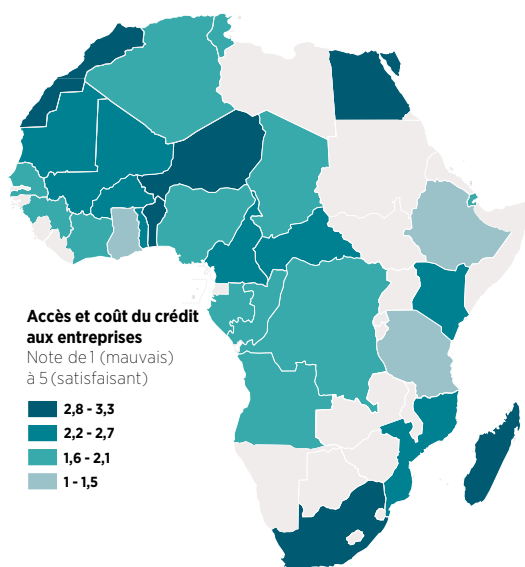 Accès et coût du crédit
aux entreprises
Note de 1 (mauvais)
à 5 (satisfaisant)
2,8 - 3,3
2,2 - 2,7
1,6 - 2,1
1 - 1,5